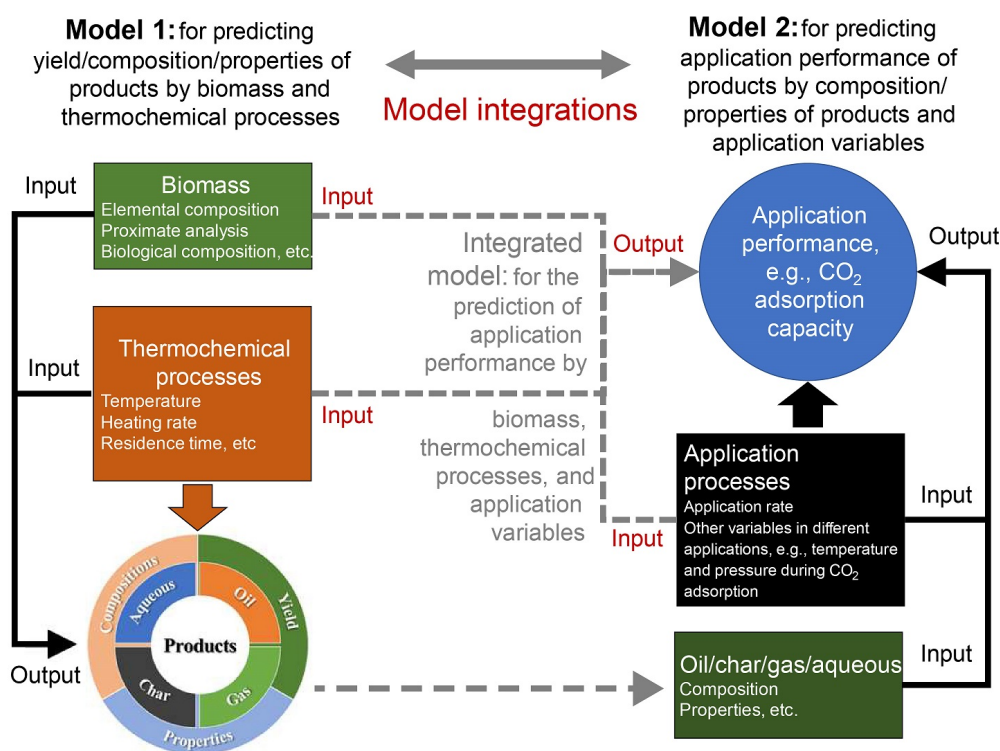 Model 1: for predicting
yield/composition/properties of
products by biomass and
thermochemical processes
Model integrations
Model 2: for predicting
application performance of
products by composition/
properties of products and
application variables
Input
Biomass
Elemental composition
Proximate analysis
Biological composition, etc.
Input
Input
Thermochemical
processes
Temperature
Heating rate
Residence time, etc
Input
Integrated
model: for the
prediction of
application
performance by
biomass,
thermochemical
processes, and
application
variables
Output
Input
Application
performance,
e.g., CO₂
adsorption
capacity
Output
Application
processes
Application rate
Other variables in different
applications, e.g., temperature
and pressure during CO₂
adsorption
Input
Compositions
Yield
Properties
Aqueous
Oil
Char
Gas
Products
Output
Oil/char/gas/aqueous
Composition
Properties, etc.
Input